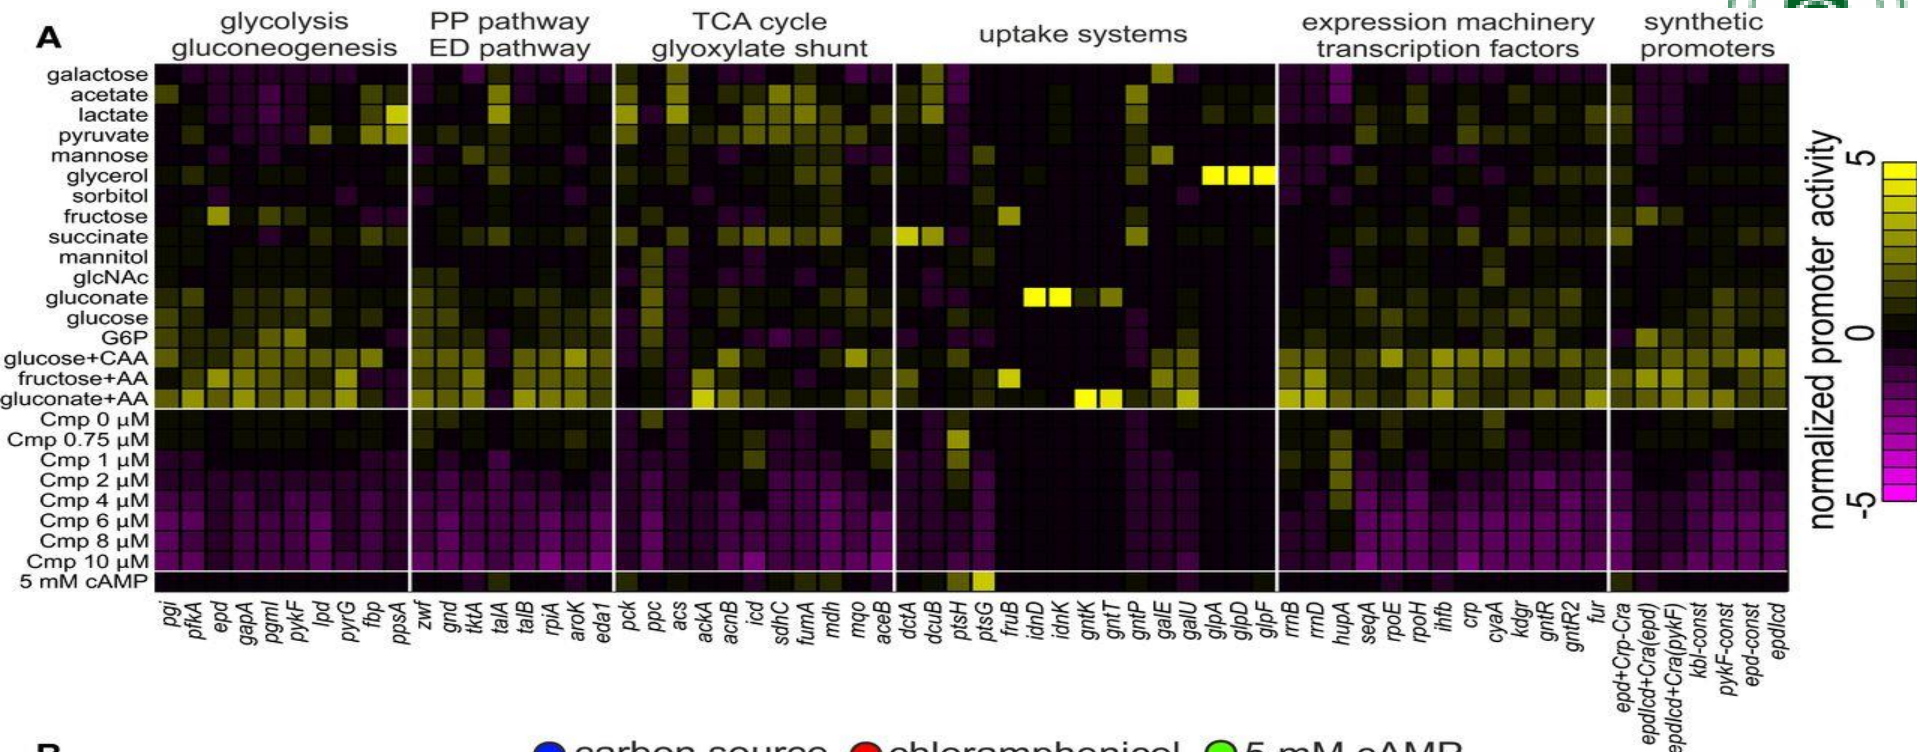 A
glycolysis
gluconeogenesis
PP pathway
ED pathway
TCA cycle
glyoxylate shunt
uptake systems
expression machinery
transcription factors
synthetic
promoters
galactose
acetate
lactate
pyruvate
mannose
glycerol
sorbitol
fructose
succinate
mannitol
glcNAc
gluconate
glucose
G6P
glucose+CAA
fructose+AA
gluconate+AA
Cmp 0 µM
Cmp 0.75 µM
Cmp 1 µM
Cmp 2 µM
Cmp 4 µM
Cmp 6 µM
Cmp 8 µM
Cmp 10 µM
5 mM cAMP
pgi
pfkA
epd
gapA
pgmI
pykF
lpd
pyrG
fbp
ppsA
zwf
gnd
tktA
talA
talB
rpiA
aroK
eda1
pck
ppc
acs
ackA
acnB
icd
sdhC
fumA
mdh
mqo
aceB
dctA
dcuB
ptsH
ptsG
fruB
idnD
idnK
gntK
gntT
gntP
galE
galU
glpA
glpD
glpF
rrnB
rrnD
hupA
seqA
rpoE
rpoH
ihfb
crp
cyaA
kdgr
gntR
gntR2
fur
epd+Crp-Cra
epdlcd+Cra(epd)
epdlcd+Cra(pykF)
kbl-const
pykF-const
epd-const
epdlcd
normalized promoter activity
5
0
-5
B
carbon source
chloramphenicol
5 mM cAMP